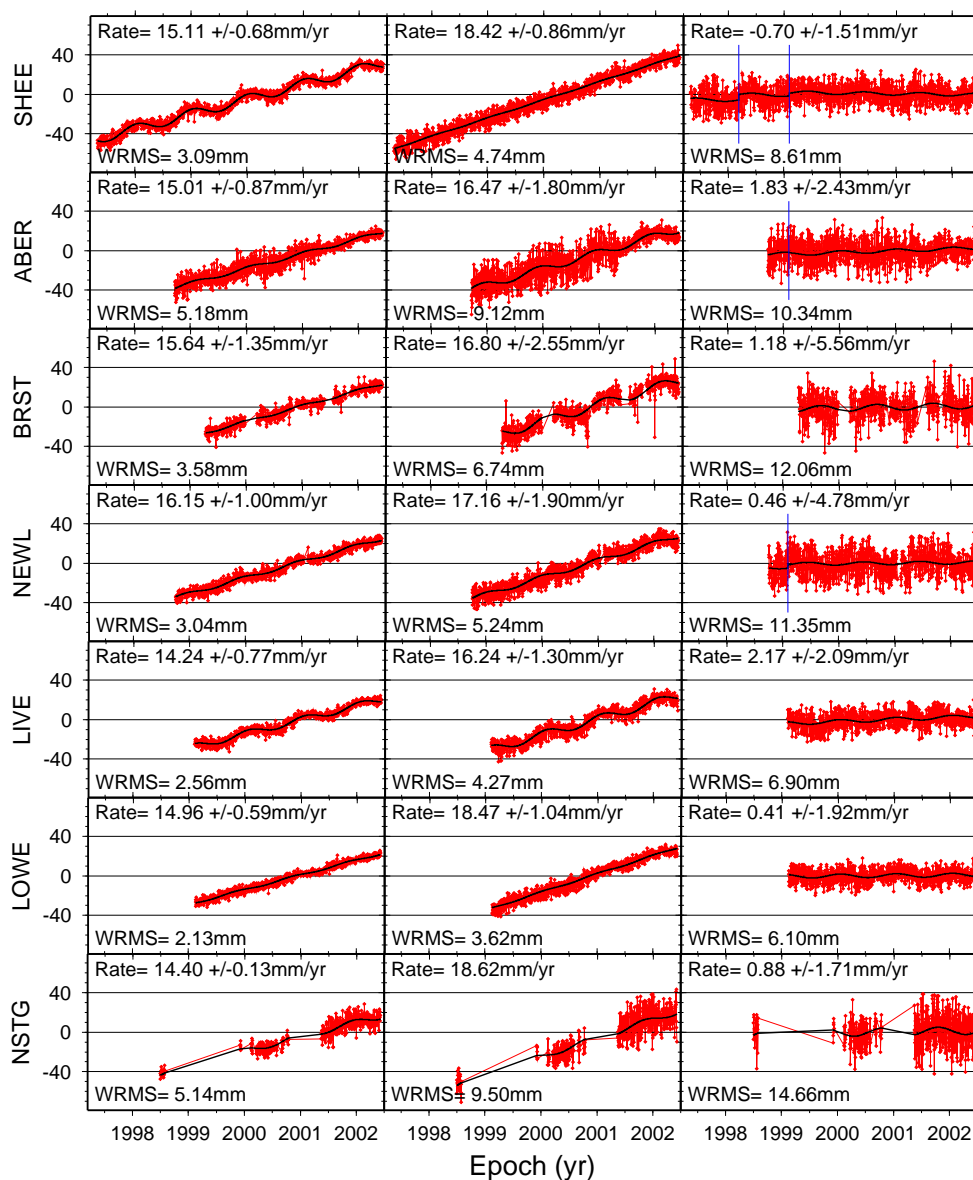 Rate= 15.11 +/-0.68mm/yr Rate= 18.42 +/-0.86mm/yr Rate= -0.70 +/-1.51mm/yr
40
0
-40
SHEE
WRMS= 3.09mm WRMS= 4.74mm WRMS= 8.61mm
Rate= 15.01 +/-0.87mm/yr Rate= 16.47 +/-1.80mm/yr Rate= 1.83 +/-2.43mm/yr
40
0
-40
ABER
WRMS= 5.18mm WRMS= 9.12mm WRMS= 10.34mm
Rate= 15.64 +/-1.35mm/yr Rate= 16.80 +/-2.55mm/yr Rate= 1.18 +/-5.56mm/yr
40
0
-40
BRST
WRMS= 3.58mm WRMS= 6.74mm WRMS= 12.06mm
Rate= 16.15 +/-1.00mm/yr Rate= 17.16 +/-1.90mm/yr Rate= 0.46 +/-4.78mm/yr
40
0
-40
NEWL
WRMS= 3.04mm WRMS= 5.24mm WRMS= 11.35mm
Rate= 14.24 +/-0.77mm/yr Rate= 16.24 +/-1.30mm/yr Rate= 2.17 +/-2.09mm/yr
40
0
-40
LIVE
WRMS= 2.56mm WRMS= 4.27mm WRMS= 6.90mm
Rate= 14.96 +/-0.59mm/yr Rate= 18.47 +/-1.04mm/yr Rate= 0.41 +/-1.92mm/yr
40
0
-40
LOWE
WRMS= 2.13mm WRMS= 3.62mm WRMS= 6.10mm
Rate= 14.40 +/-0.13mm/yr Rate= 18.62mm/yr Rate= 0.88 +/-1.71mm/yr
40
0
-40
NSTG
WRMS= 5.14mm WRMS= 9.50mm WRMS= 14.66mm
1998 1999 2000 2001 2002 1998 1999 2000 2001 2002 1998 1999 2000 2001 2002
Epoch (yr)